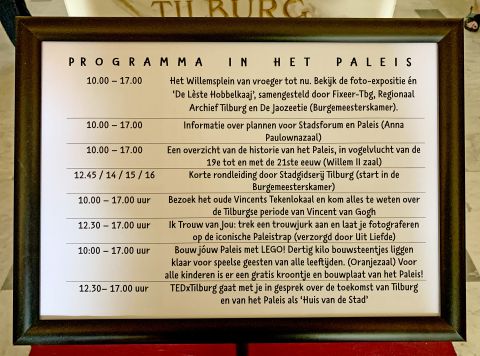 TILBURG
PROGRAMMA IN HET PALEIS
10.00 – 17.00 Het Willemsplein van vroeger tot nu. Bekijk de foto-expositie én
'De Lèste Hobbelkaaj', samengesteld door Fixeer-Tbg, Regionaal
Archief Tilburg en De Jaozeetie (Burgemeesterskamer).
10.00 – 17.00 Informatie over plannen voor Stadsforum en Paleis (Anna
Paulownazaal)
10.00 – 17.00 Een overzicht van de historie van het Paleis, in vogelvlucht van de
19e tot en met de 21ste eeuw (Willem II zaal)
12.45 / 14 / 15 / 16 Korte rondleiding door Stadgidserij Tilburg (start in de
Burgemeesterskamer)
10.00 – 17.00 uur Bezoek het oude Vincents Tekenlokaal en kom alles te weten over
de Tilburgse periode van Vincent van Gogh
12.30 – 17.00 uur Ik Trouw van Jou: trek een trouwjurk aan en laat je fotograferen
op de iconische Paleistrap (verzorgd door Uit Liefde)
10:00 – 17.00 uur Bouw jóuw Paleis met LEGO! Dertig kilo bouwsteentjes liggen
klaar voor speelse geesten van alle leeftijden. (Oranjezaal) Voor
alle kinderen is er een gratis kroontje en bouwplaat van het Paleis!
12.30– 17.00 uur TEDxTilburg gaat met je in gesprek over de toekomst van Tilburg
en van het Paleis als 'Huis van de Stad'